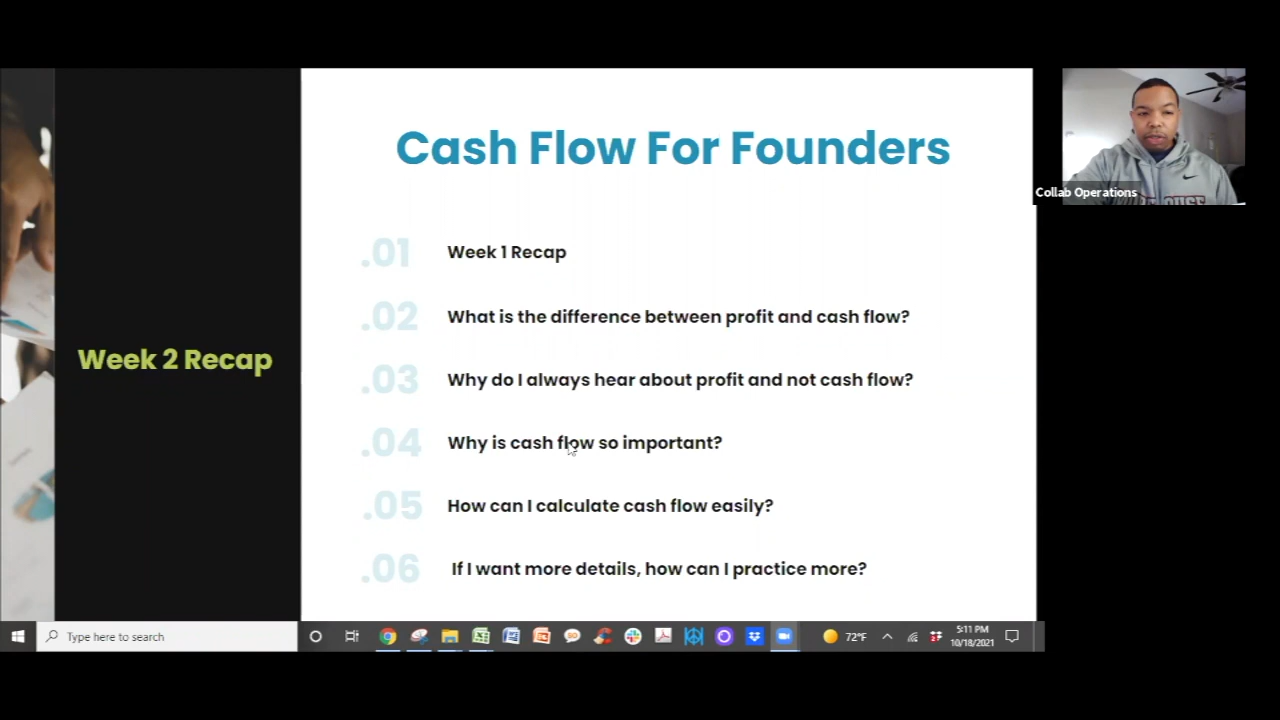 Cash Flow For Founders
Week 2 Recap
.01 Week 1 Recap
.02 What is the difference between profit and cash flow?
.03 Why do I always hear about profit and not cash flow?
.04 Why is cash flow so important?
.05 How can I calculate cash flow easily?
.06 If I want more details, how can I practice more?
Collab Operations
Type here to search
72°F
5:11 PM
10/18/2021